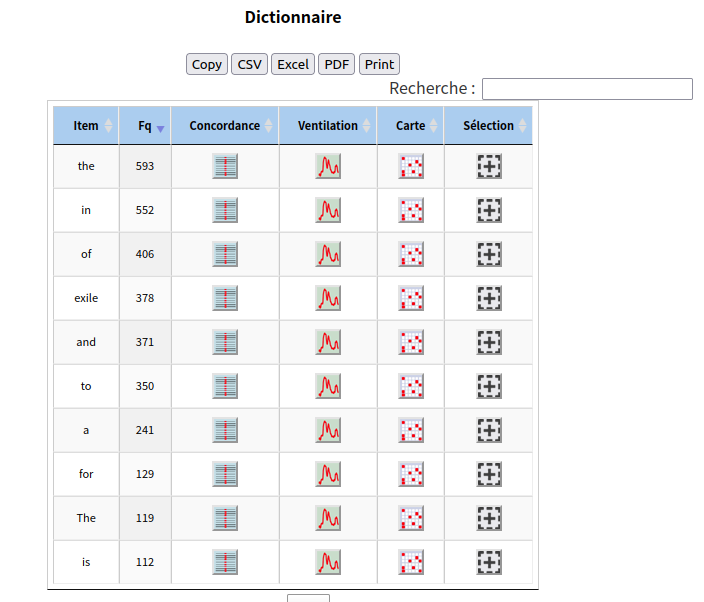 Dictionnaire
Copy CSV Excel PDF Print
Recherche :
Item Fq Concordance Ventilation Carte Sélection
the 593
in 552
of 406
exile 378
and 371
to 350
a 241
for 129
The 119
is 112